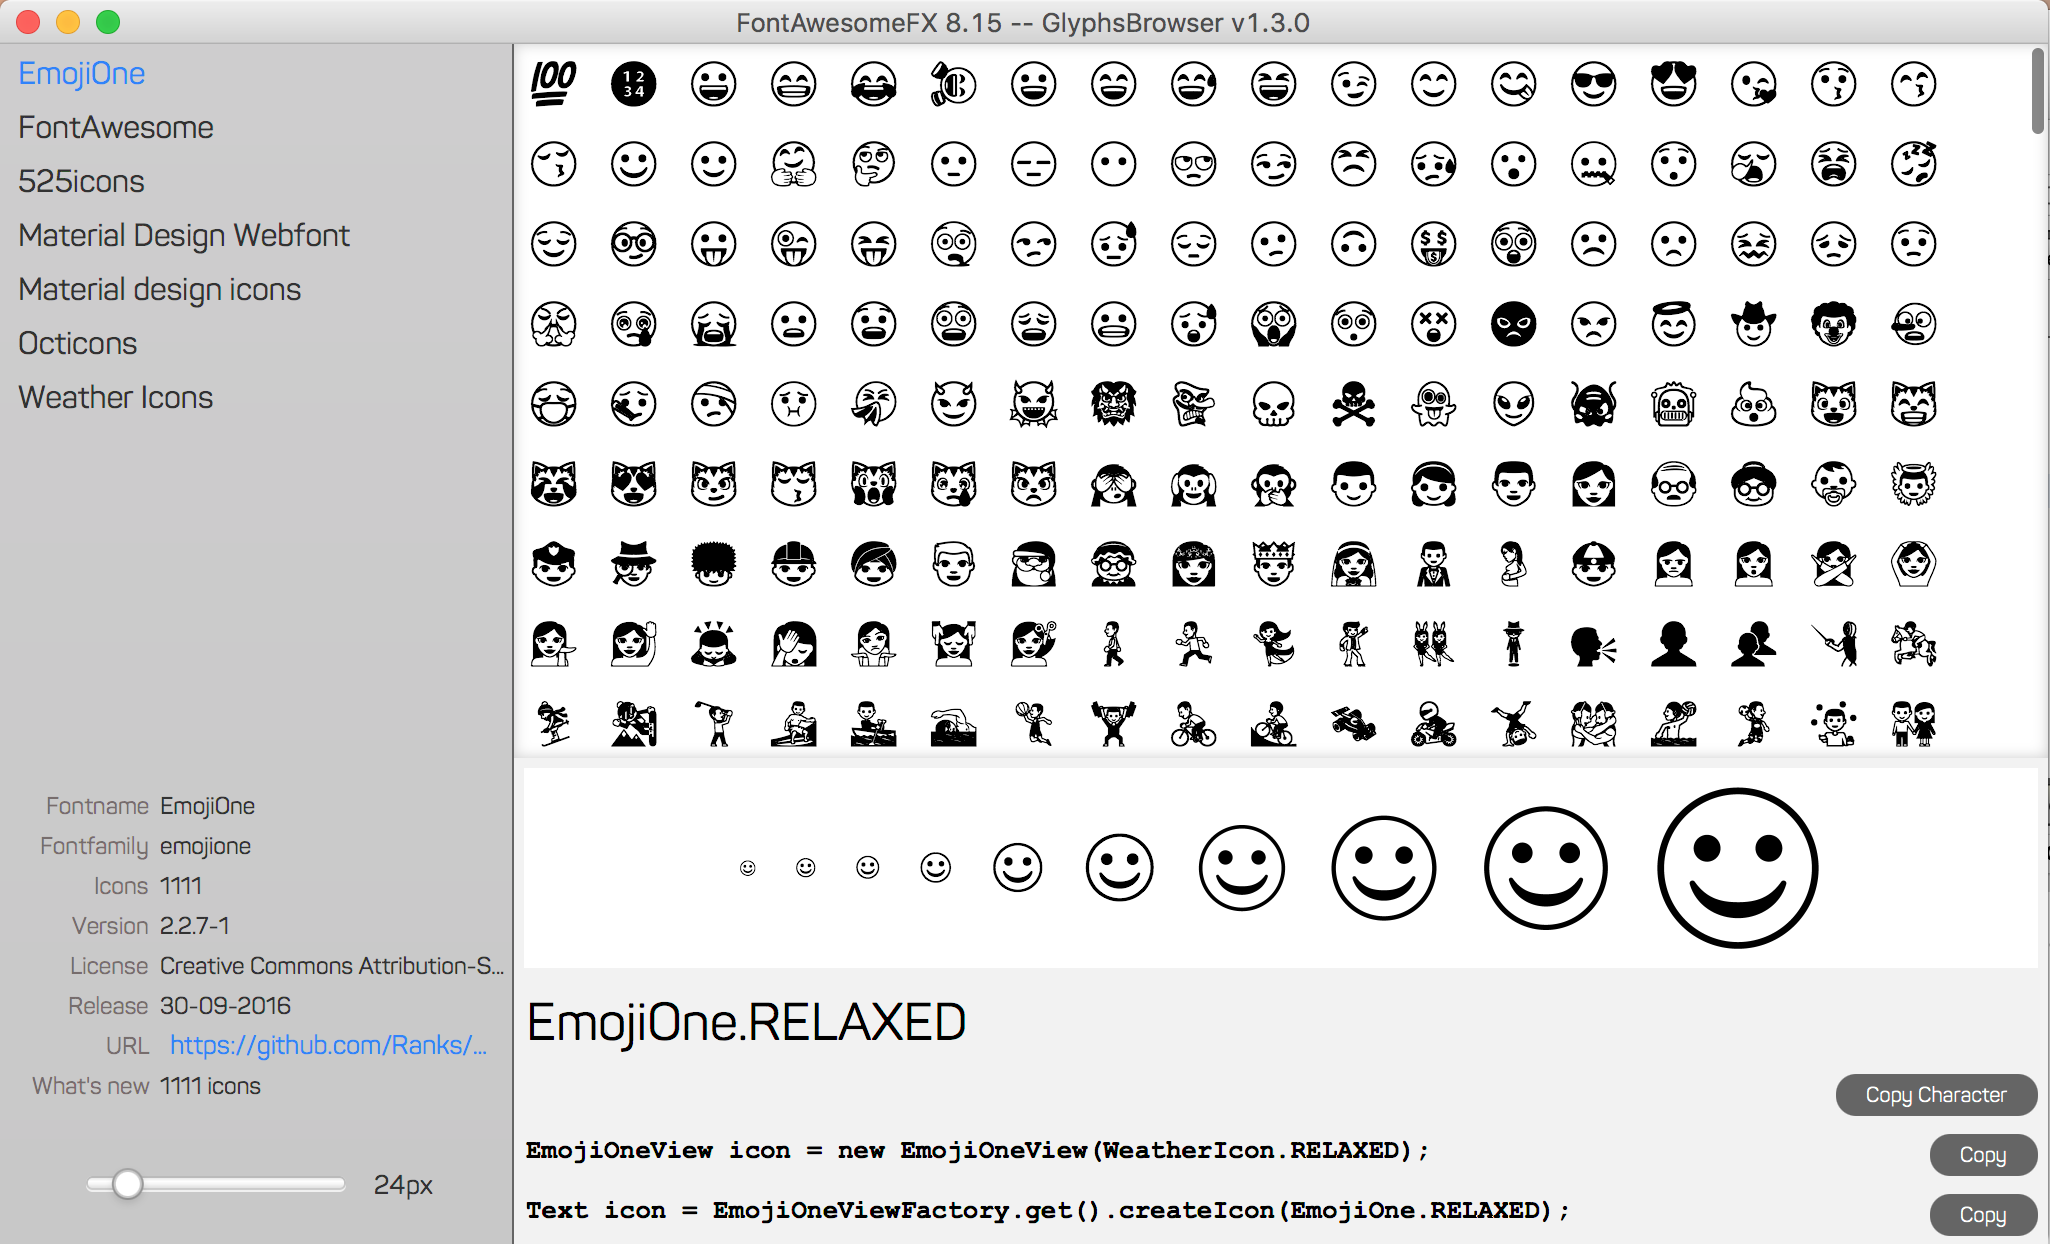 FontAwesomeFX 8.15 -- GlyphsBrowser v1.3.0
EmojiOne
FontAwesome
525icons
Material Design Webfont
Material design icons
Octicons
Weather Icons
100
1 2
3 4
zzz
$ $
$
Fontname EmojiOne
Fontfamily emojione
Icons 1111
Version 2.2.7-1
License Creative Commons Attribution-S...
Release 30-09-2016
URL https://github.com/Ranks/...
What's new 1111 icons
24px
EmojiOne.RELAXED
Copy Character
EmojiOneView icon = new EmojiOneView(WeatherIcon.RELAXED);
Copy
Text icon = EmojiOneViewFactory.get().createIcon(EmojiOne.RELAXED);
Copy